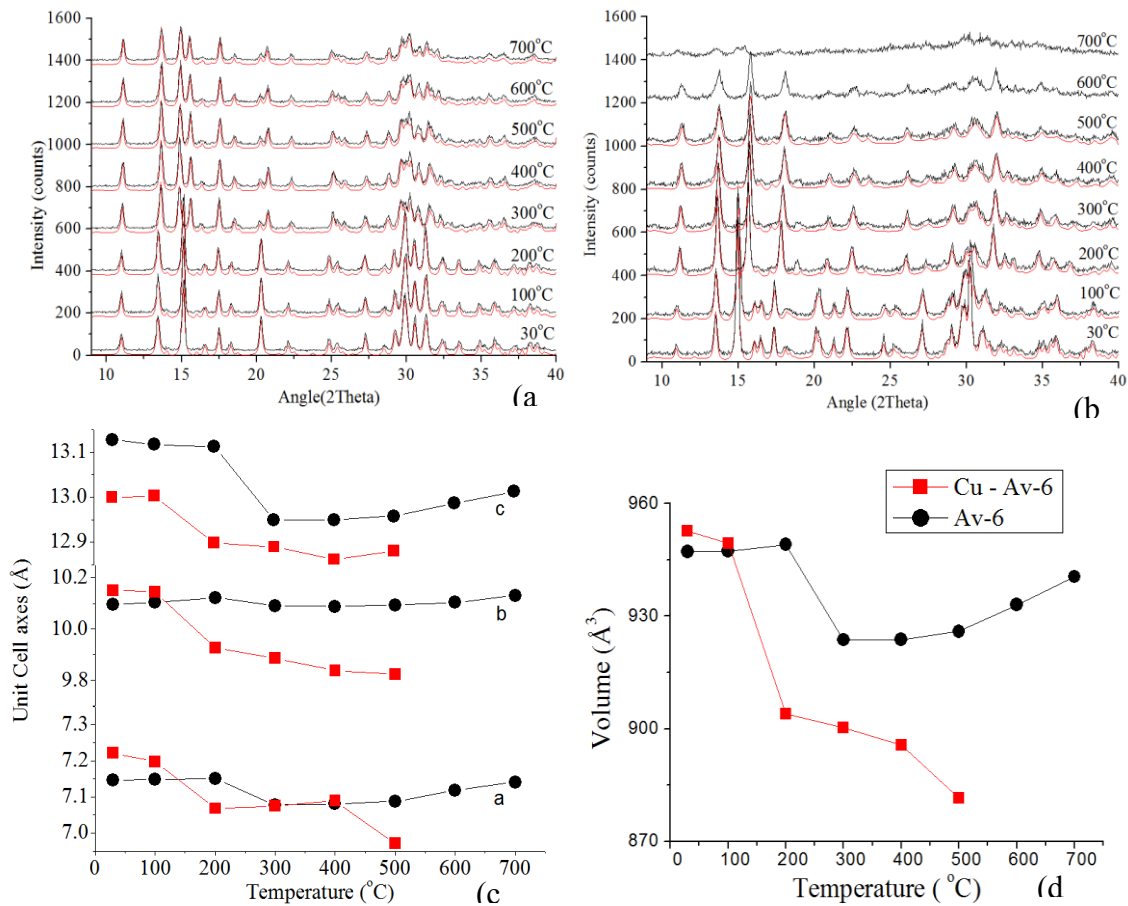 1600
1400
1200
1000
800
600
400
200
0
Intensity (counts)
700°C
600°C
500°C
400°C
300°C
200°C
100°C
30°C
10
15
20
25
30
35
40
Angle(2Theta)
(a
1600
1400
1200
1000
800
600
400
200
0
Intensity (counts)
700°C
600°C
500°C
400°C
300°C
200°C
100°C
30°C
10
15
20
25
30
35
40
Angle (2Theta)
(b
13.1
13.0
12.9
10.2
10.0
9.8
7.3
7.2
7.1
7.0
Unit Cell axes (Å)
c
b
a
0 100 200 300 400 500 600 700
Temperature (°C)
(c
960
930
900
870
Volume (Å³)
Cu - Av-6
Av-6
0 100 200 300 400 500 600 700
Temperature ( °C)
(d